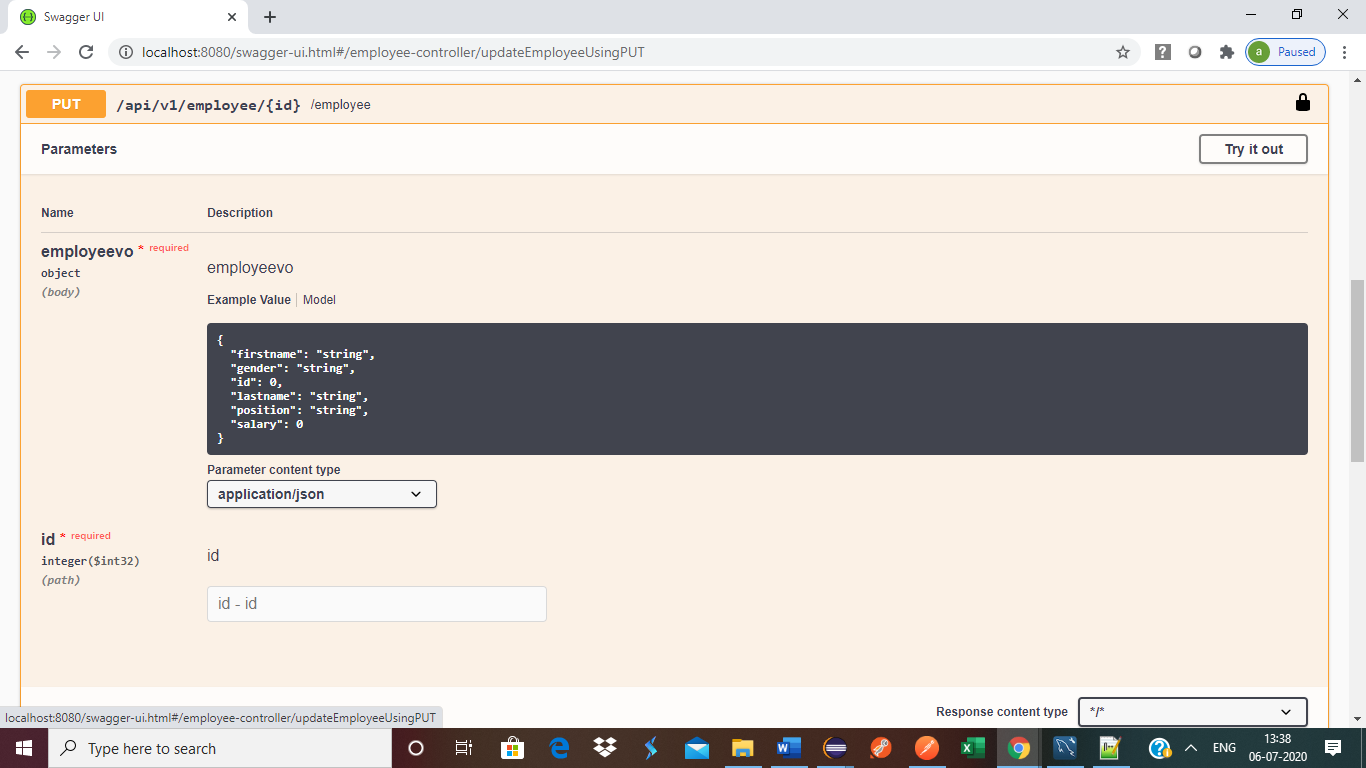 Swagger UI
localhost:8080/swagger-ui.html#/employee-controller/updateEmployeeUsingPUT
a Paused
PUT /api/v1/employee/{id} /employee
Parameters
Try it out
Name Description
employeevo * required
object
(body)
employeevo
Example Value Model
{
"firstname": "string",
"gender": "string",
"id": 0,
"lastname": "string",
"position": "string",
"salary": 0
}
Parameter content type
application/json
id * required
integer($int32)
(path)
id
id - id
Response content type */*
localhost:8080/swagger-ui.html#/employee-controller/updateEmployeeUsingPUT
Type here to search
ENG
13:38
06-07-2020